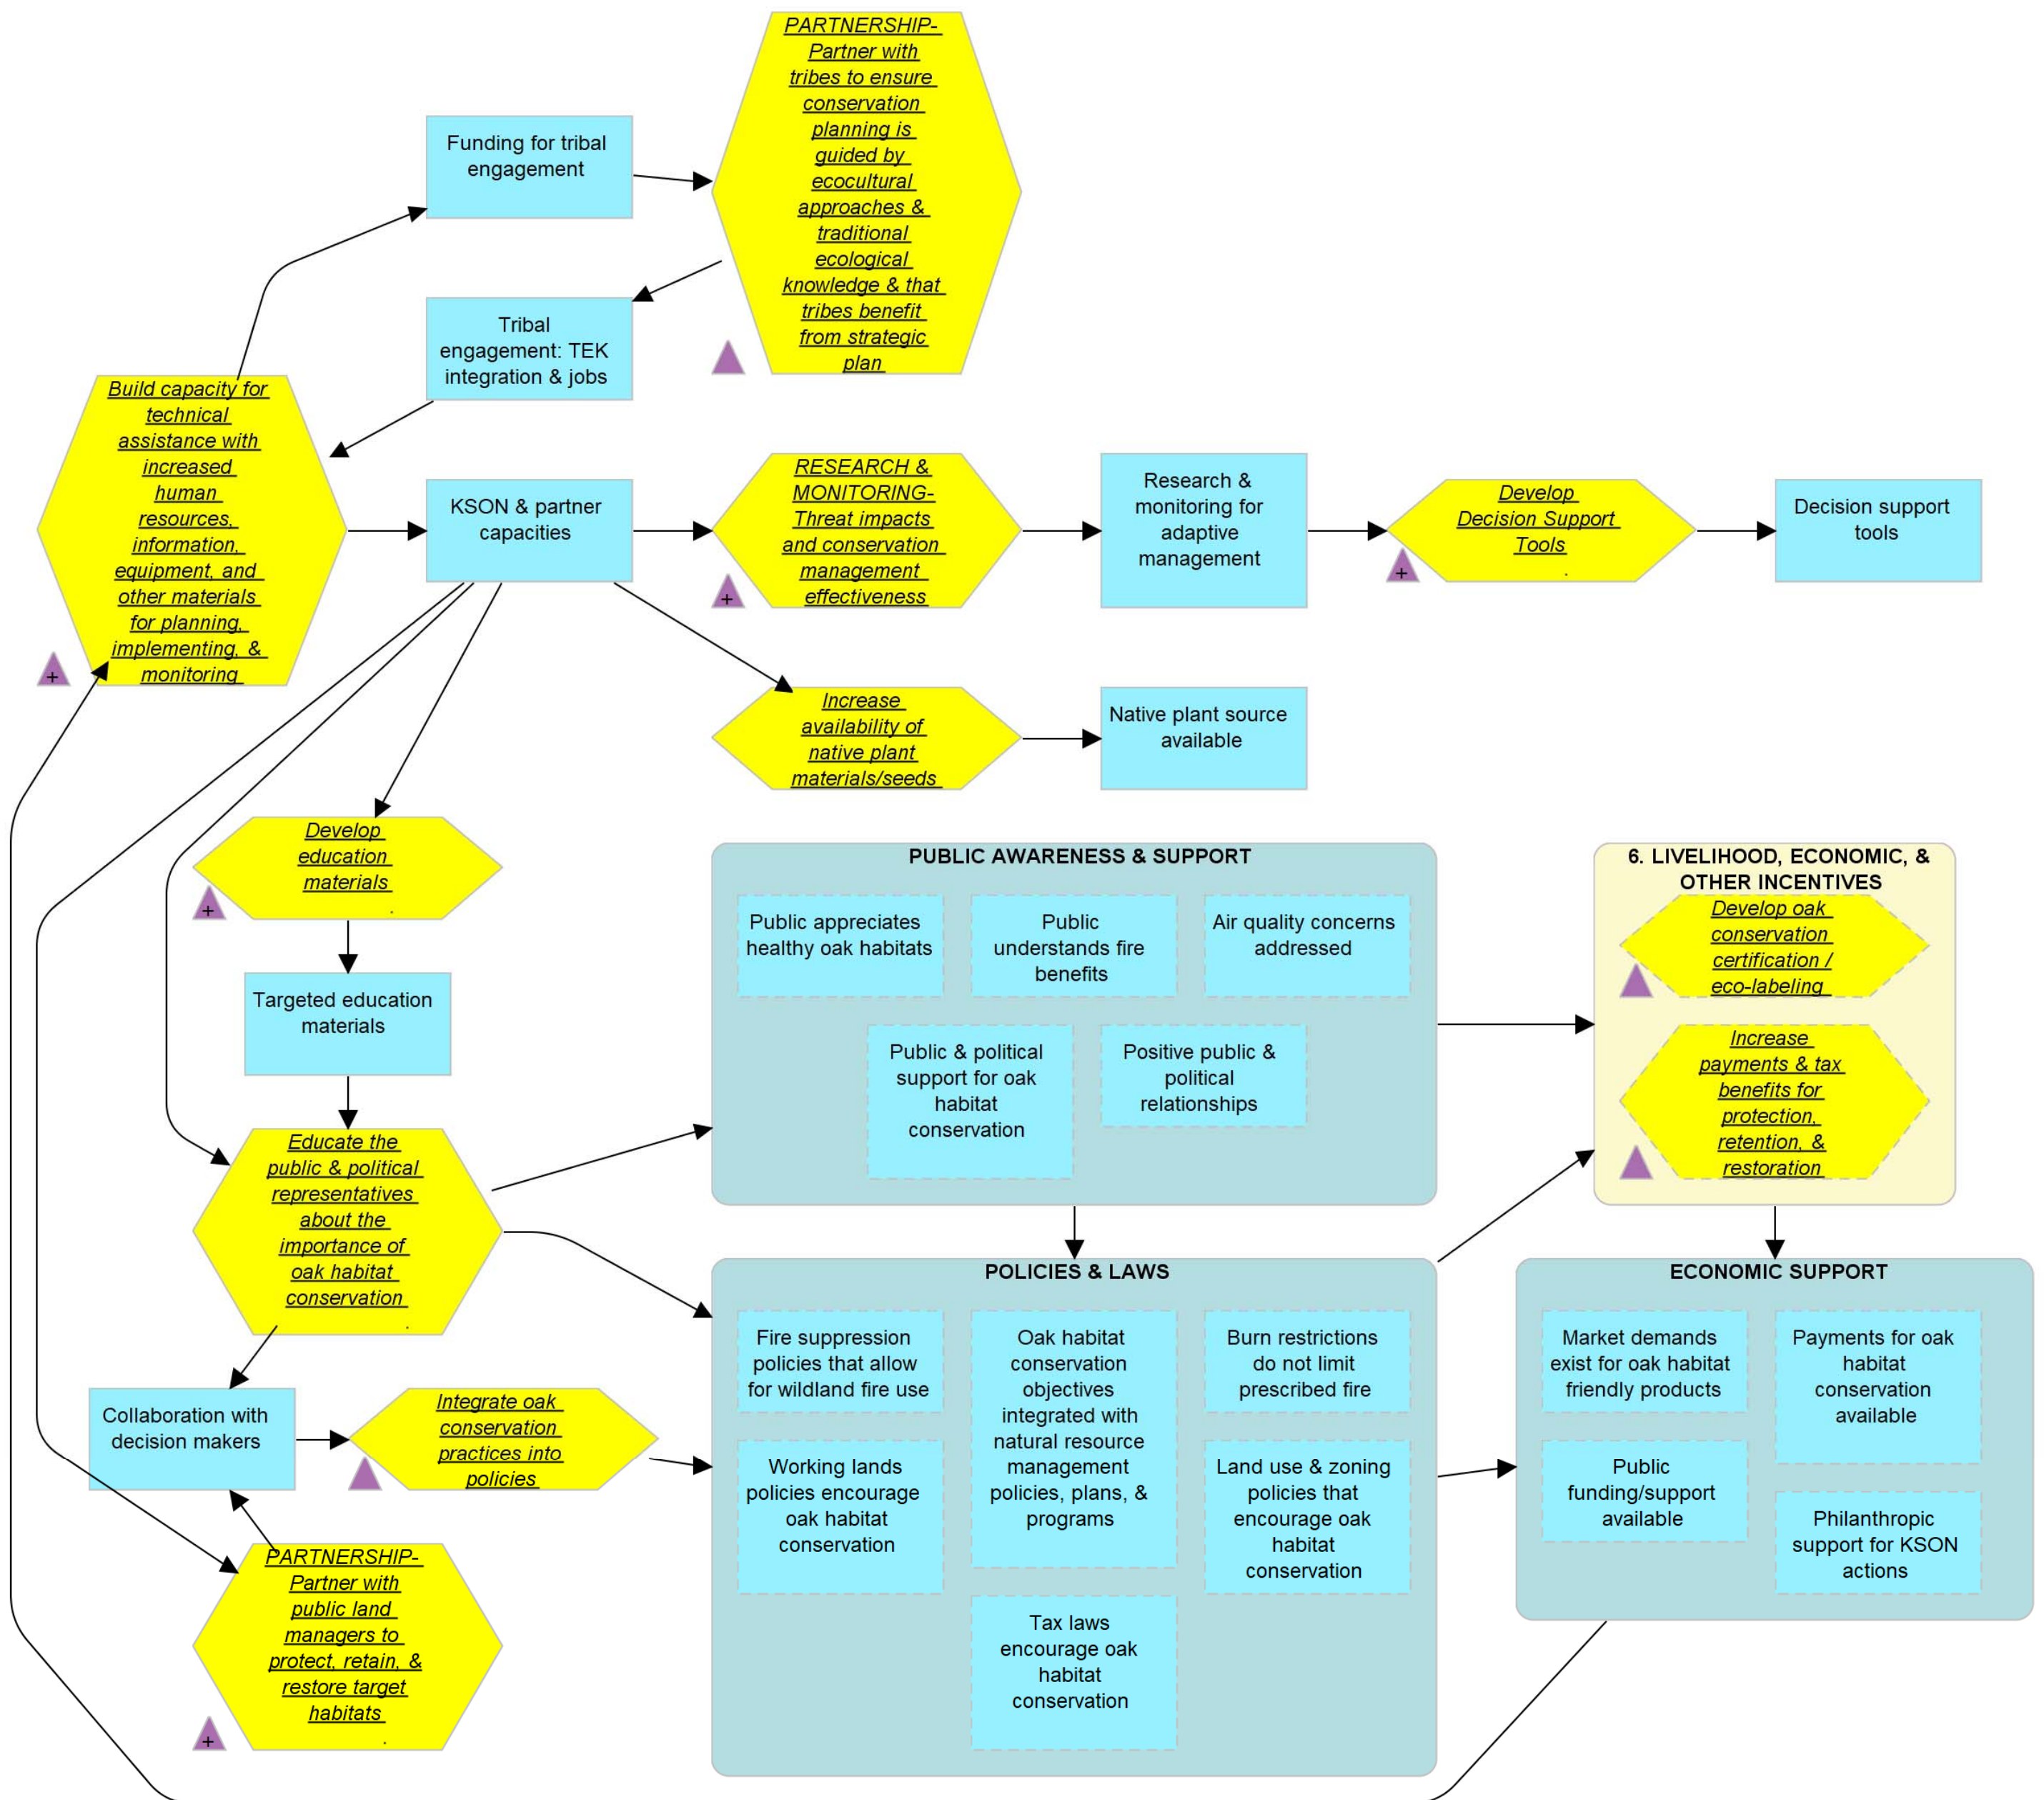 PARTNERSHIP-
Partner with
tribes to ensure
conservation
planning is
guided by
ecocultural
approaches &
traditional
ecological
knowledge & that
tribes benefit
from strategic
plan
Funding for tribal
engagement
Tribal
engagement: TEK
integration & jobs
Build capacity for
technical
assistance with
increased
human
resources,
information,
equipment, and
other materials
for planning,
implementing, &
monitoring
+
KSON & partner
capacities
RESEARCH &
MONITORING-
Threat impacts
and conservation
management
effectiveness
+
Research &
monitoring for
adaptive
management
Develop
Decision Support
Tools
.
+
Decision support
tools
Increase
availability of
native plant
materials/seeds
Native plant source
available
Develop
education
materials
.
+
Targeted education
materials
Educate the
public & political
representatives
about the
importance of
oak habitat
conservation
.
PUBLIC AWARENESS & SUPPORT
Public appreciates
healthy oak habitats
Public
understands fire
benefits
Air quality concerns
addressed
Public & political
support for oak
habitat
conservation
Positive public &
political
relationships
6. LIVELIHOOD, ECONOMIC, &
OTHER INCENTIVES
Develop oak
conservation
certification /
eco-labeling
Increase
payments & tax
benefits for
protection,
retention, &
restoration
Collaboration with
decision makers
Integrate oak
conservation
practices into
policies
PARTNERSHIP-
Partner with
public land
managers to
protect, retain, &
restore target
habitats
.
+
POLICIES & LAWS
Fire suppression
policies that allow
for wildland fire use
Oak habitat
conservation
objectives
integrated with
natural resource
management
policies, plans, &
programs
Burn restrictions
do not limit
prescribed fire
Working lands
policies encourage
oak habitat
conservation
Land use & zoning
policies that
encourage oak
habitat
conservation
Tax laws
encourage oak
habitat
conservation
ECONOMIC SUPPORT
Market demands
exist for oak habitat
friendly products
Payments for oak
habitat
conservation
available
Public
funding/support
available
Philanthropic
support for KSON
actions